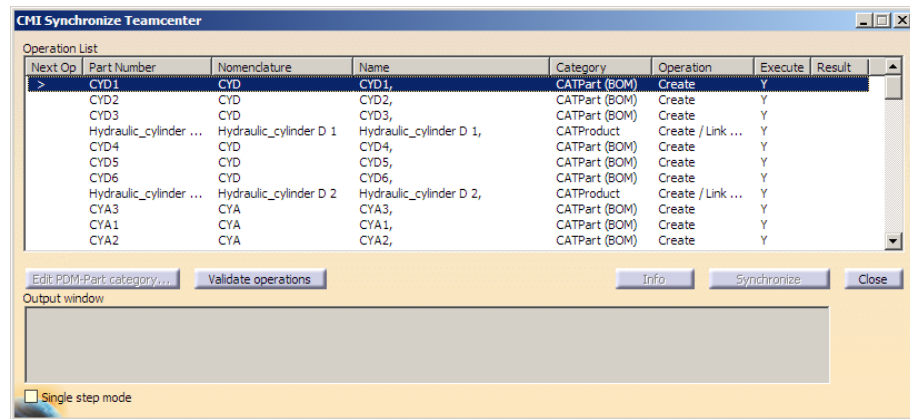 CMI Synchronize Teamcenter
Operation List
Next Op Part Number Nomenclature Name Category Operation Execute Result
> CYD1 CYD CYD1, CATPart (BOM) Create Y
CYD2 CYD CYD2, CATPart (BOM) Create Y
CYD3 CYD CYD3, CATPart (BOM) Create Y
Hydraulic_cylinder ... Hydraulic_cylinder D 1 Hydraulic_cylinder D 1, CATProduct Create / Link ... Y
CYD4 CYD CYD4, CATPart (BOM) Create Y
CYD5 CYD CYD5, CATPart (BOM) Create Y
CYD6 CYD CYD6, CATPart (BOM) Create Y
Hydraulic_cylinder ... Hydraulic_cylinder D 2 Hydraulic_cylinder D 2, CATProduct Create / Link ... Y
CYA3 CYA CYA3, CATPart (BOM) Create Y
CYA1 CYA CYA1, CATPart (BOM) Create Y
CYA2 CYA CYA2, CATPart (BOM) Create Y
Edit PDM-Part category... Validate operations Info Synchronize Close
Output window
Single step mode